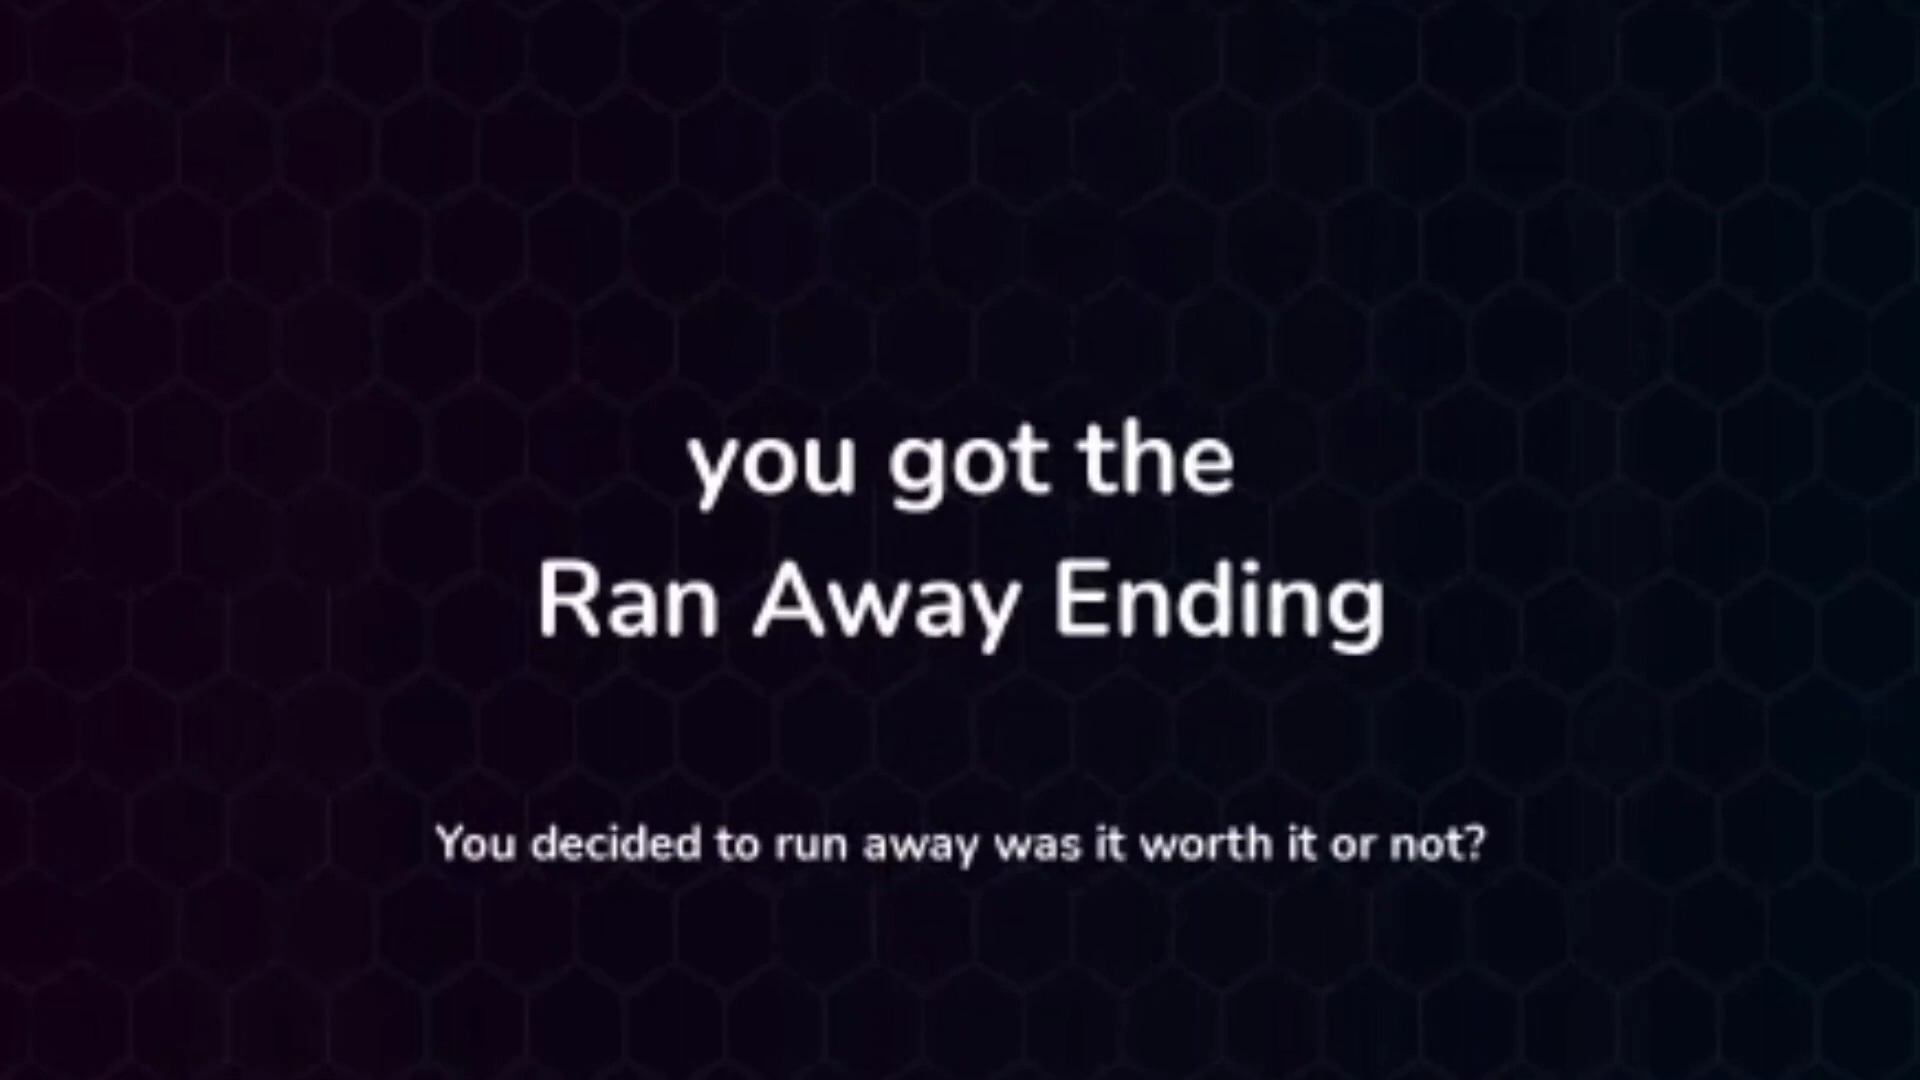 you got the
Ran Away Ending
You decided to run away was it worth it or not?